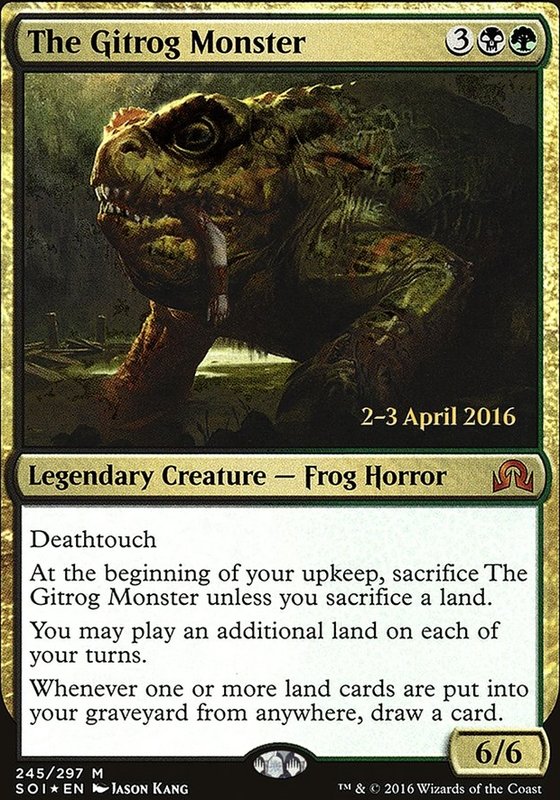 The Gitrog Monster 3
2–3 April 2016
Legendary Creature — Frog Horror
Deathtouch
At the beginning of your upkeep, sacrifice The
Gitrog Monster unless you sacrifice a land.
You may play an additional land on each of
your turns.
Whenever one or more land cards are put into
your graveyard from anywhere, draw a card.
6/6
245/297 M
SOI★EN Jason Kang
™ & © 2016 Wizards of the Coast